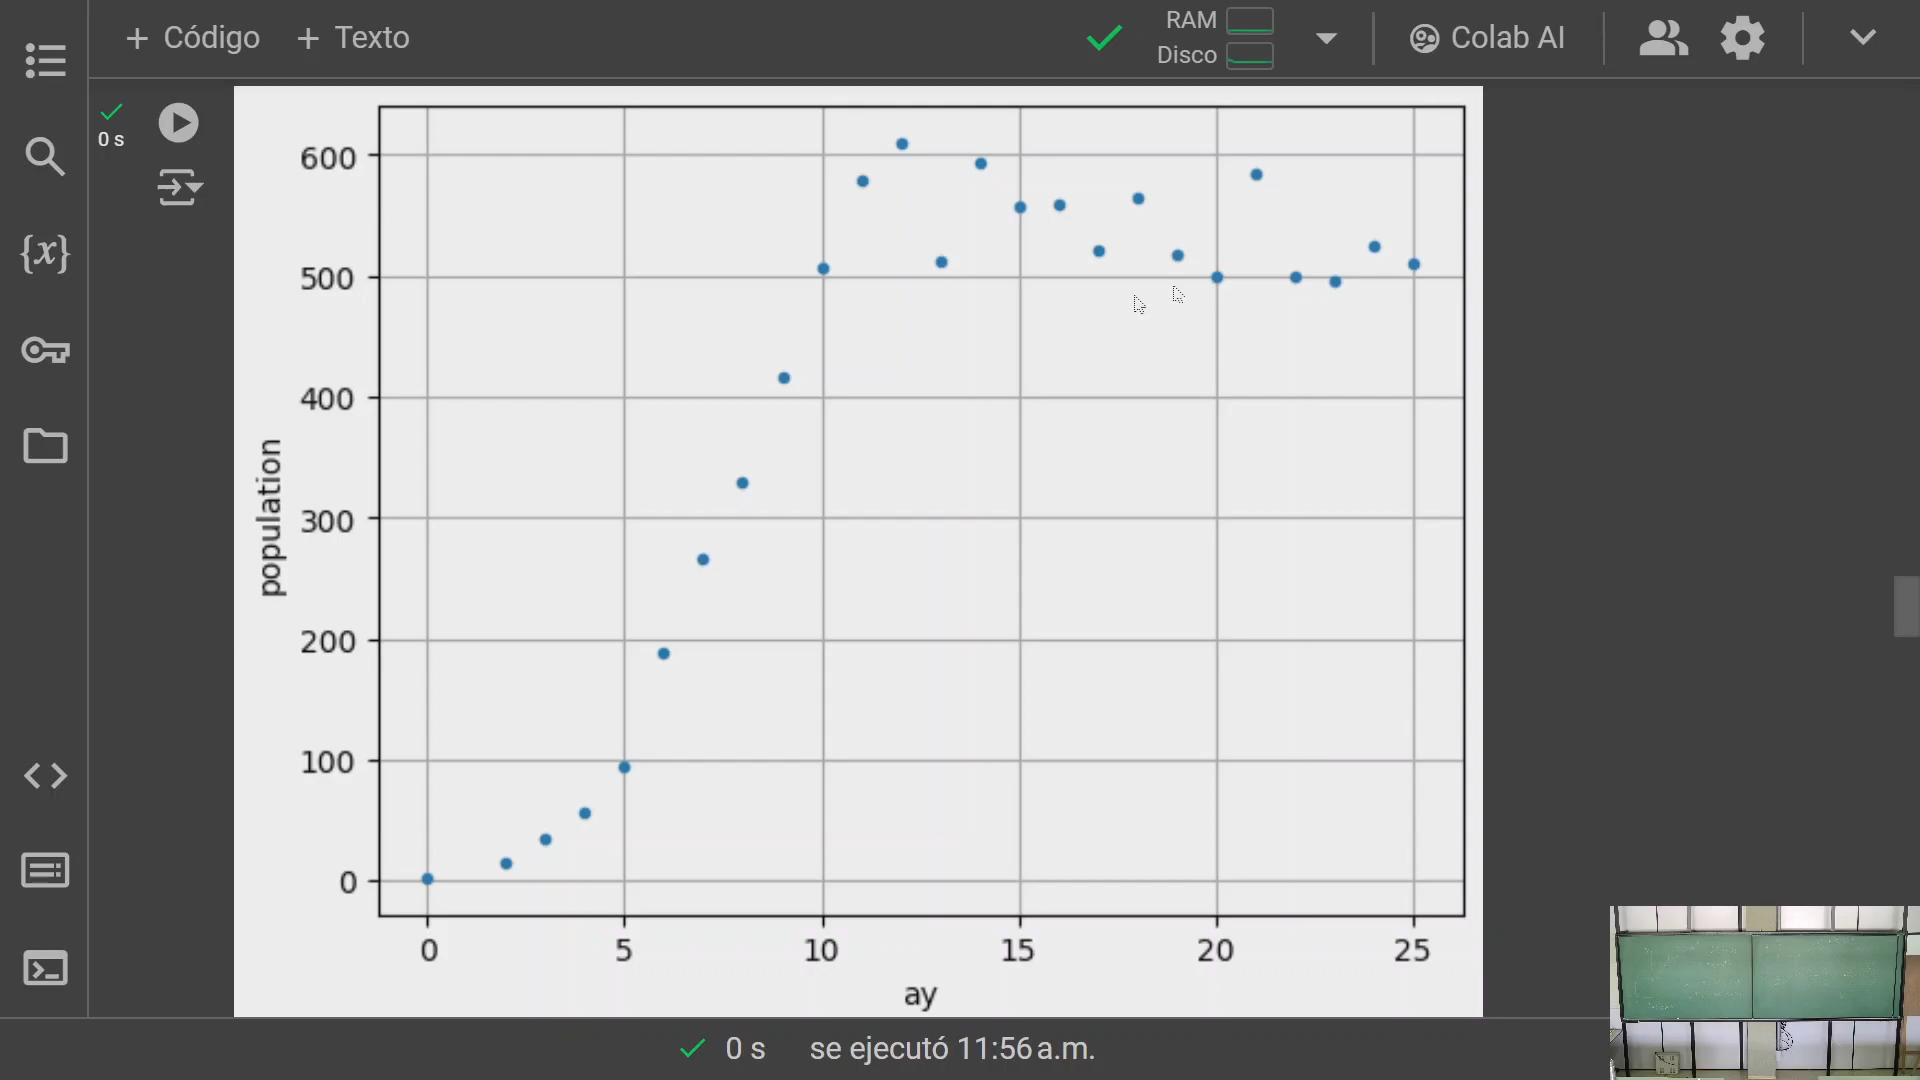 + Código + Texto
RAM
Disco
Colab AI
0 s
{x}
600
500
400
300
200
100
0
population
0 5 10 15 20 25
ay
0 s se ejecutó 11:56 a.m.